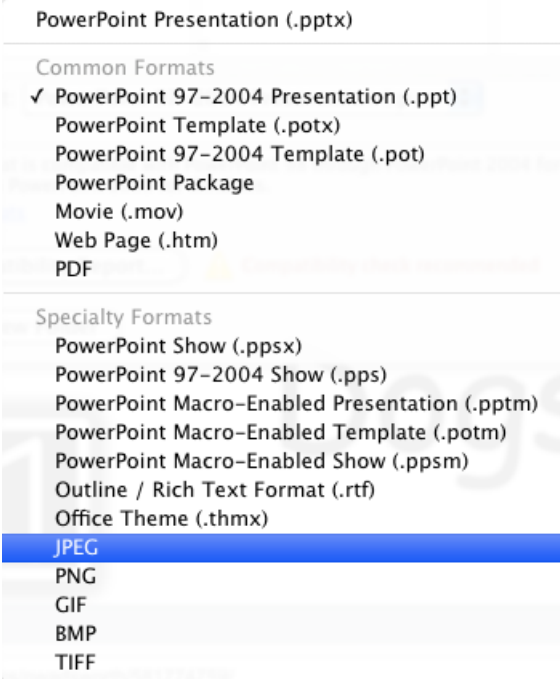 PowerPoint Presentation (.pptx)
Common Formats
✓ PowerPoint 97-2004 Presentation (.ppt)
PowerPoint Template (.potx)
PowerPoint 97-2004 Template (.pot)
PowerPoint Package
Movie (.mov)
Web Page (.htm)
PDF
Specialty Formats
PowerPoint Show (.ppsx)
PowerPoint 97-2004 Show (.pps)
PowerPoint Macro-Enabled Presentation (.pptm)
PowerPoint Macro-Enabled Template (.potm)
PowerPoint Macro-Enabled Show (.ppsm)
Outline / Rich Text Format (.rtf)
Office Theme (.thmx)
JPEG
PNG
GIF
BMP
TIFF
Dogs